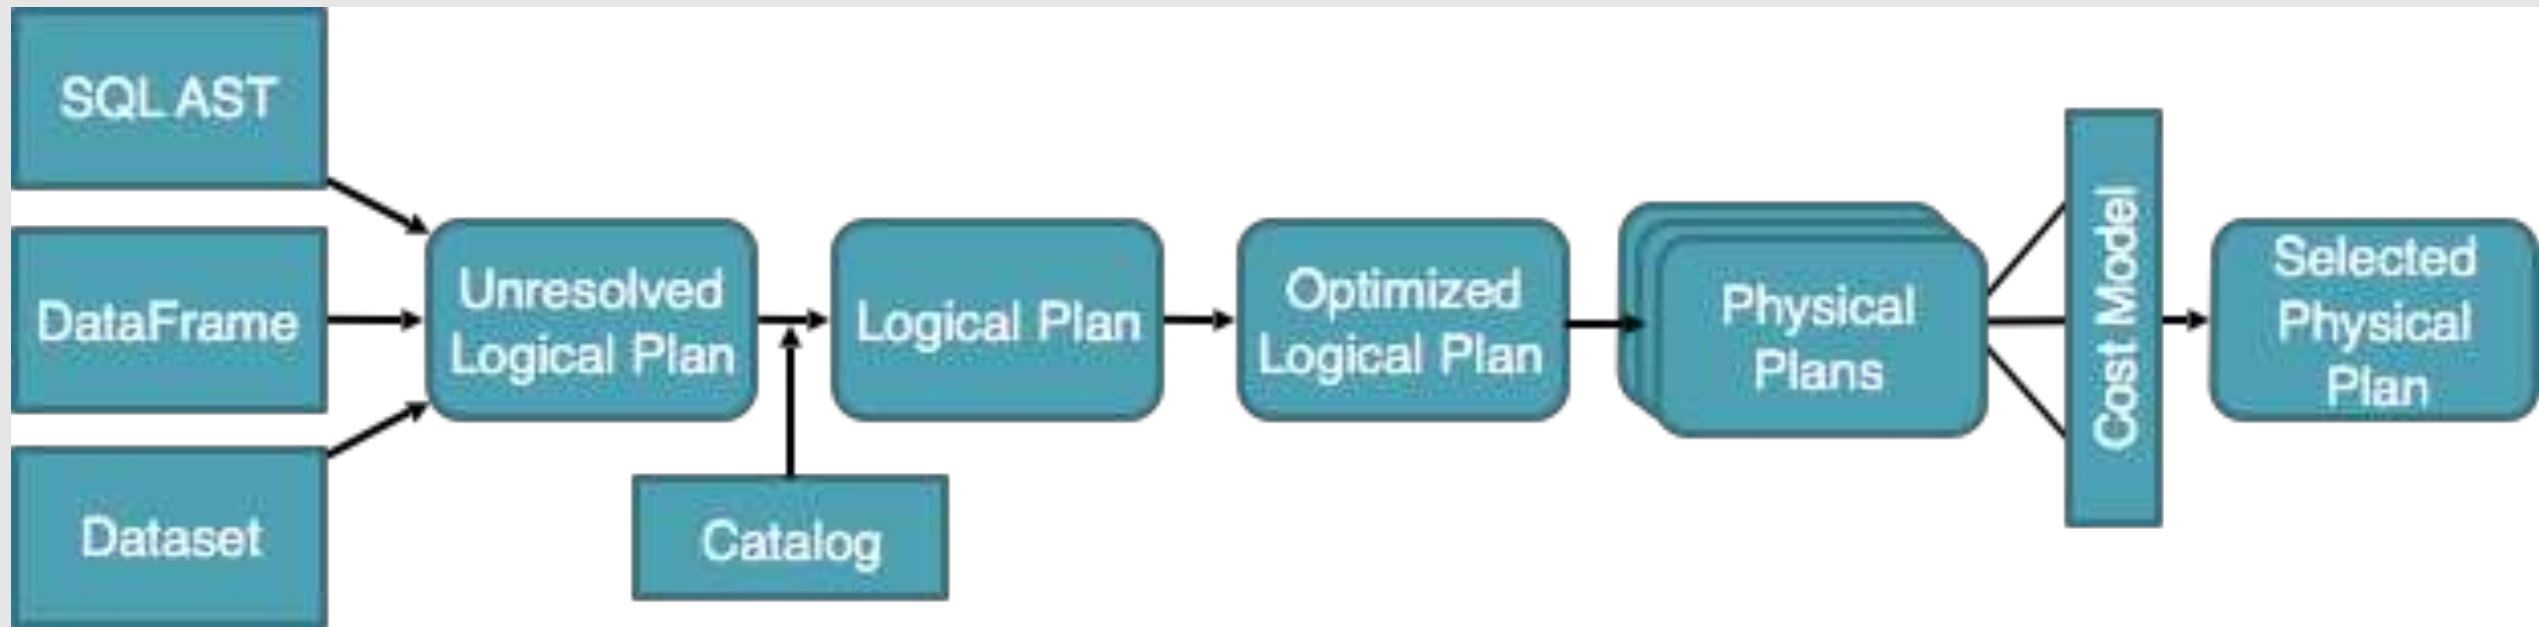 SQL AST
DataFrame
Dataset
Unresolved
Logical Plan
Catalog
Logical Plan
Optimized
Logical Plan
Physical
Plans
Cost Model
Selected
Physical
Plan